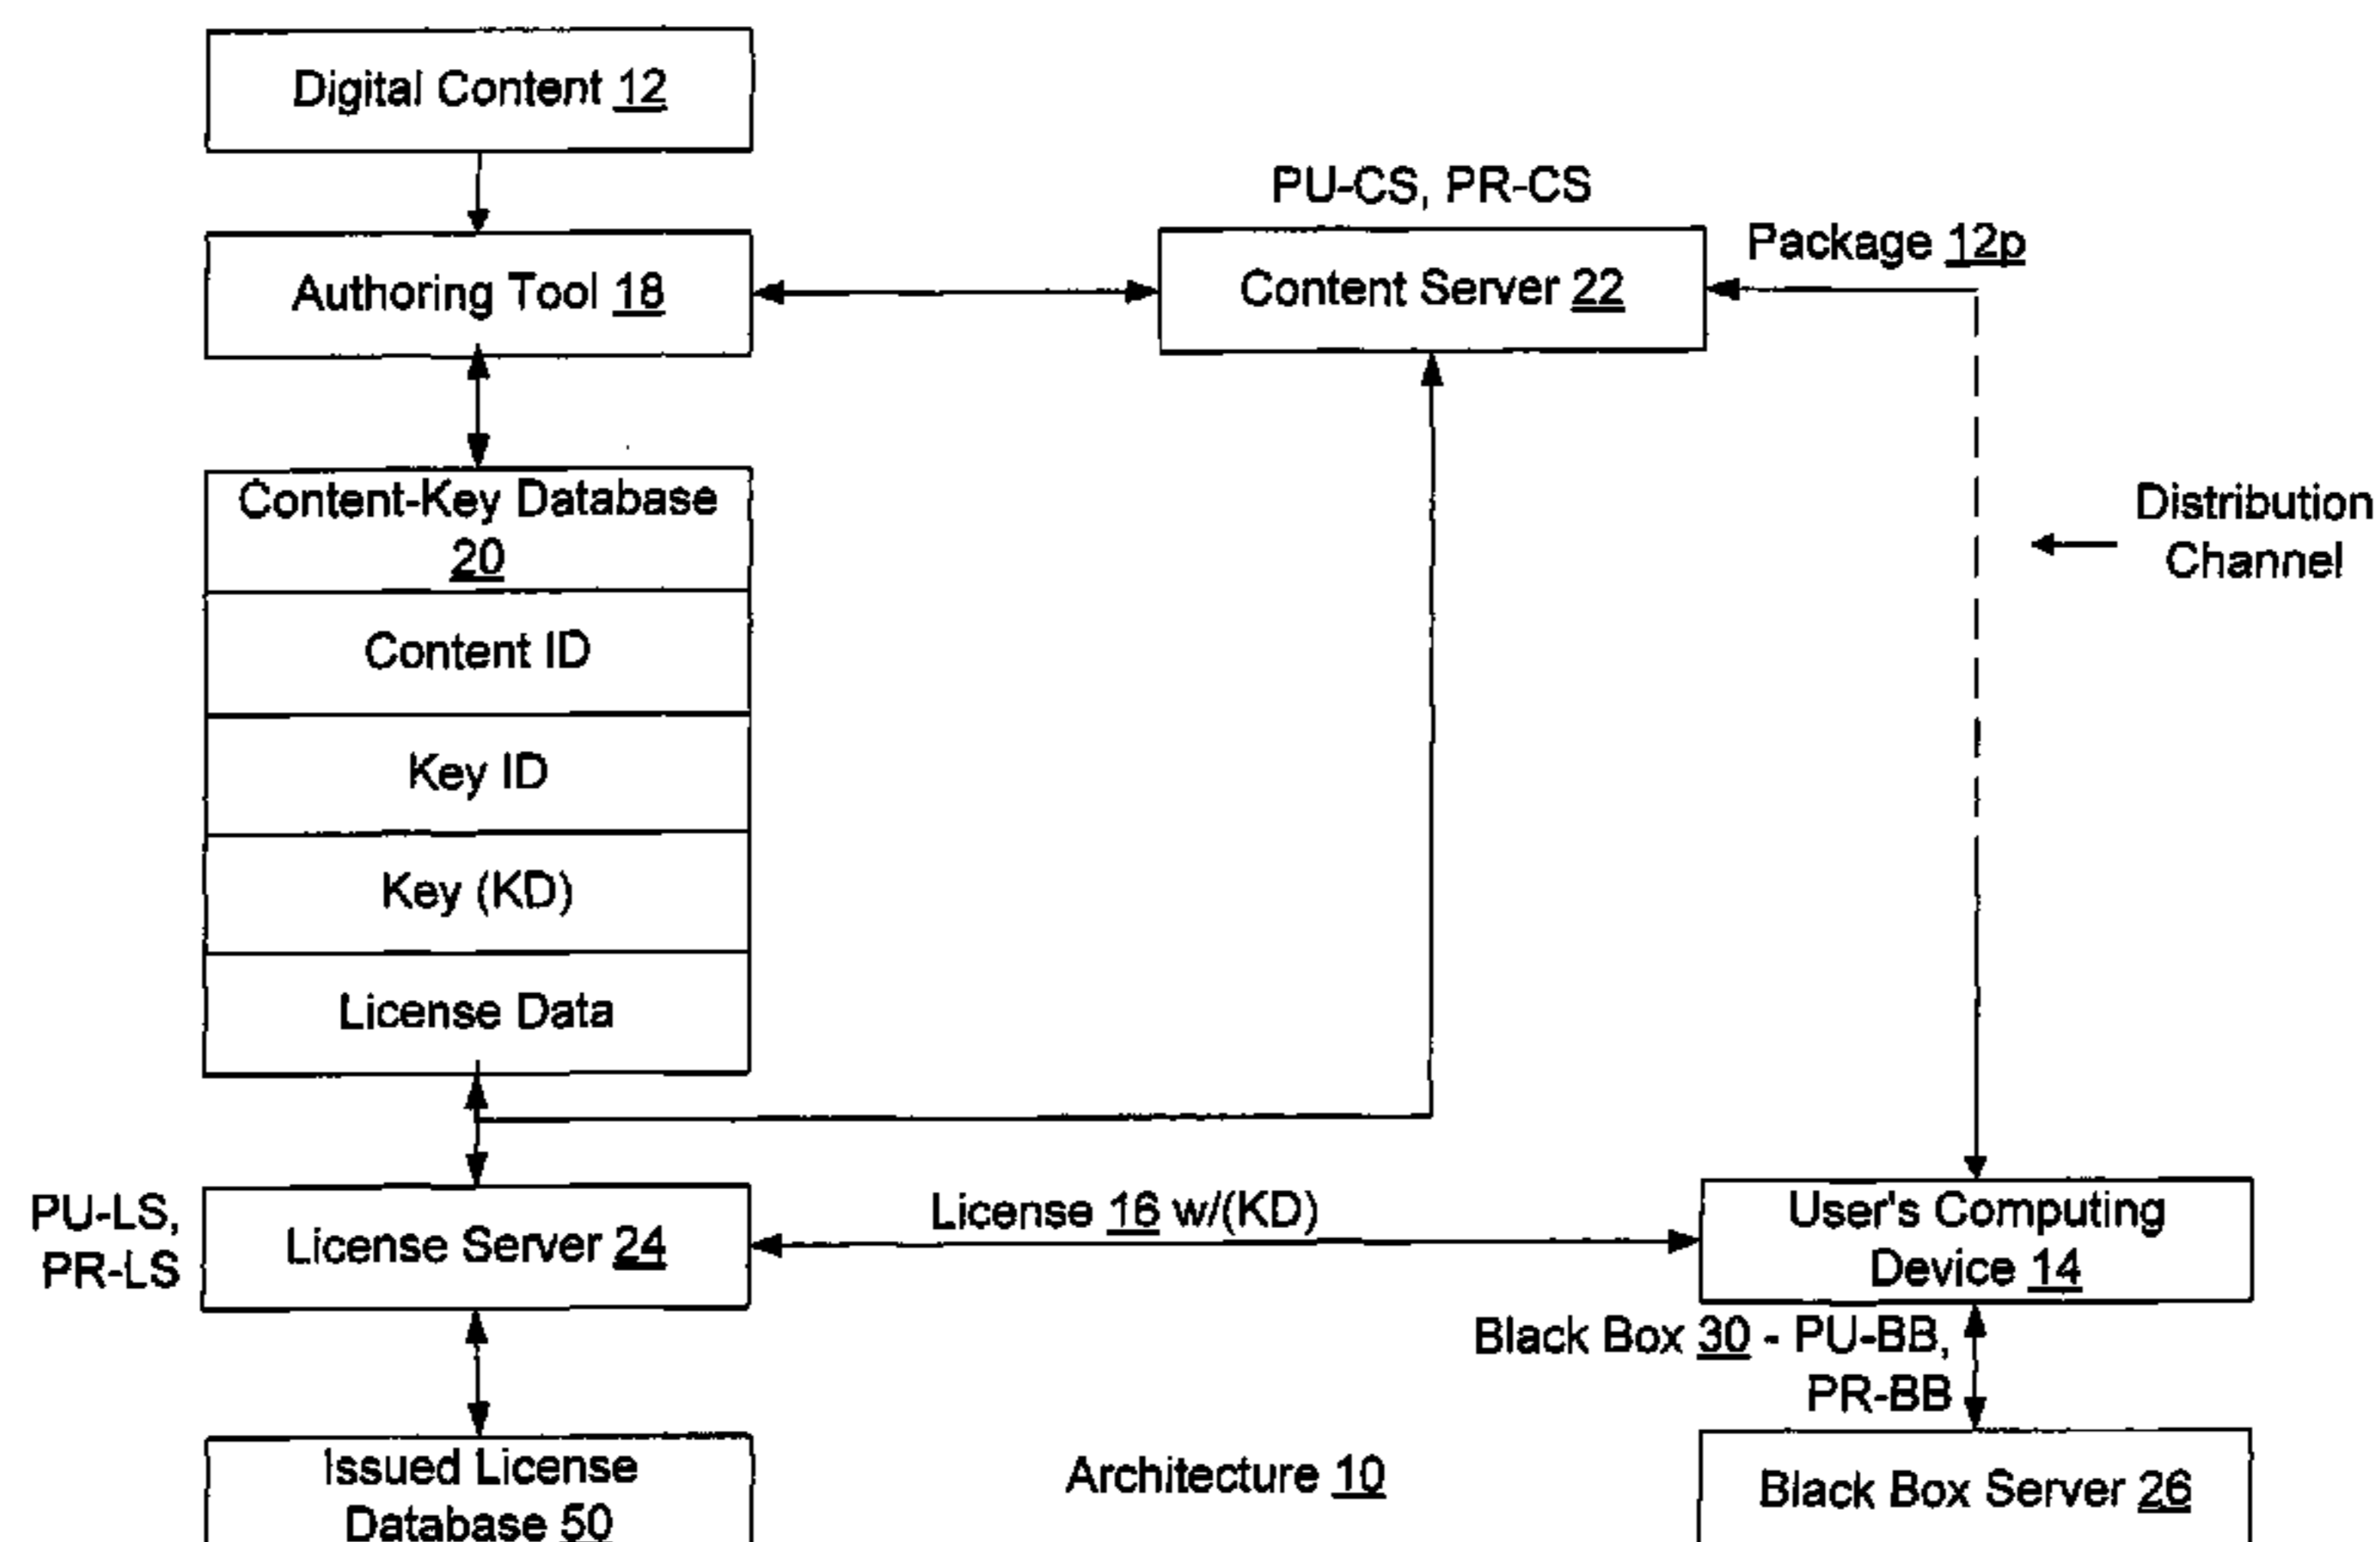 Digital Content 12
PU-CS, PR-CS
Package 12p
Authoring Tool 18
Content Server 22
Content-Key Database
20
Distribution
Channel
Content ID
Key ID
Key (KD)
License Data
PU-LS,
PR-LS
License Server 24
License 16 w/(KD)
User's Computing
Device 14
Black Box 30 - PU-BB,
PR-BB
Issued License
Database 50
Architecture 10
Black Box Server 26